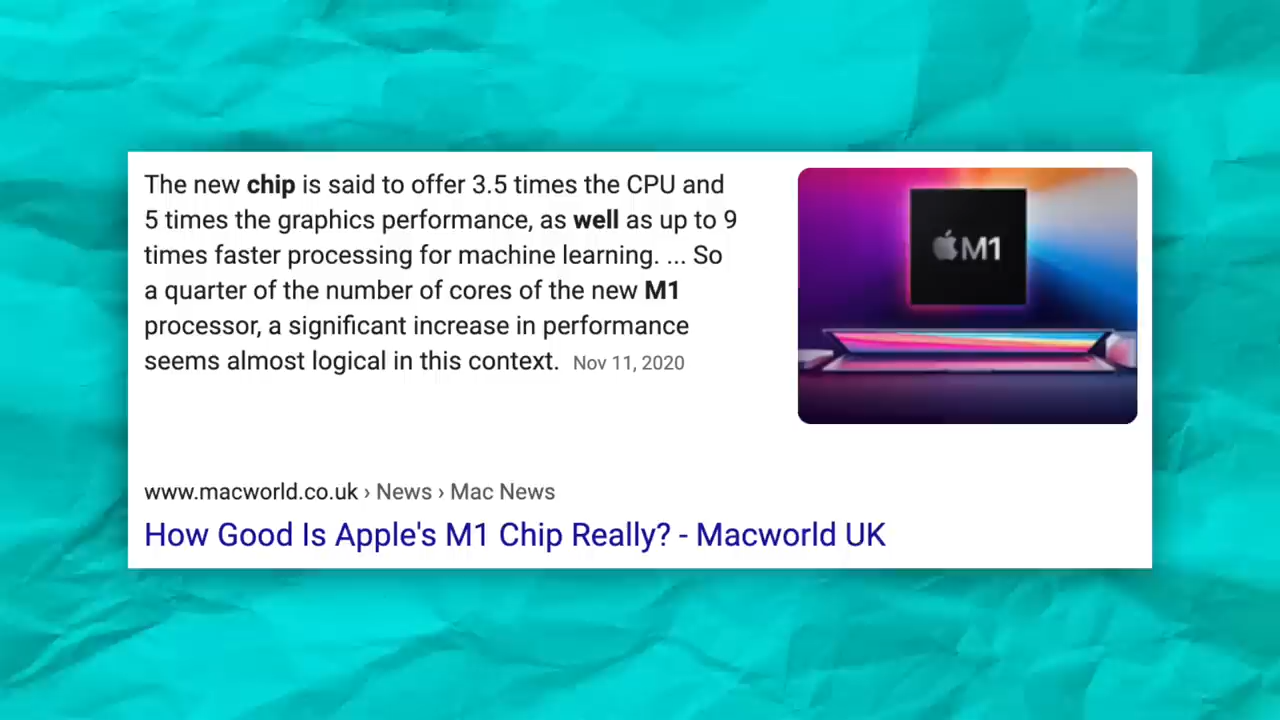 The new chip is said to offer 3.5 times the CPU and
5 times the graphics performance, as well as up to 9
times faster processing for machine learning. ... So
a quarter of the number of cores of the new M1
processor, a significant increase in performance
seems almost logical in this context. Nov 11, 2020
M1
www.macworld.co.uk › News › Mac News
How Good Is Apple's M1 Chip Really? - Macworld UK